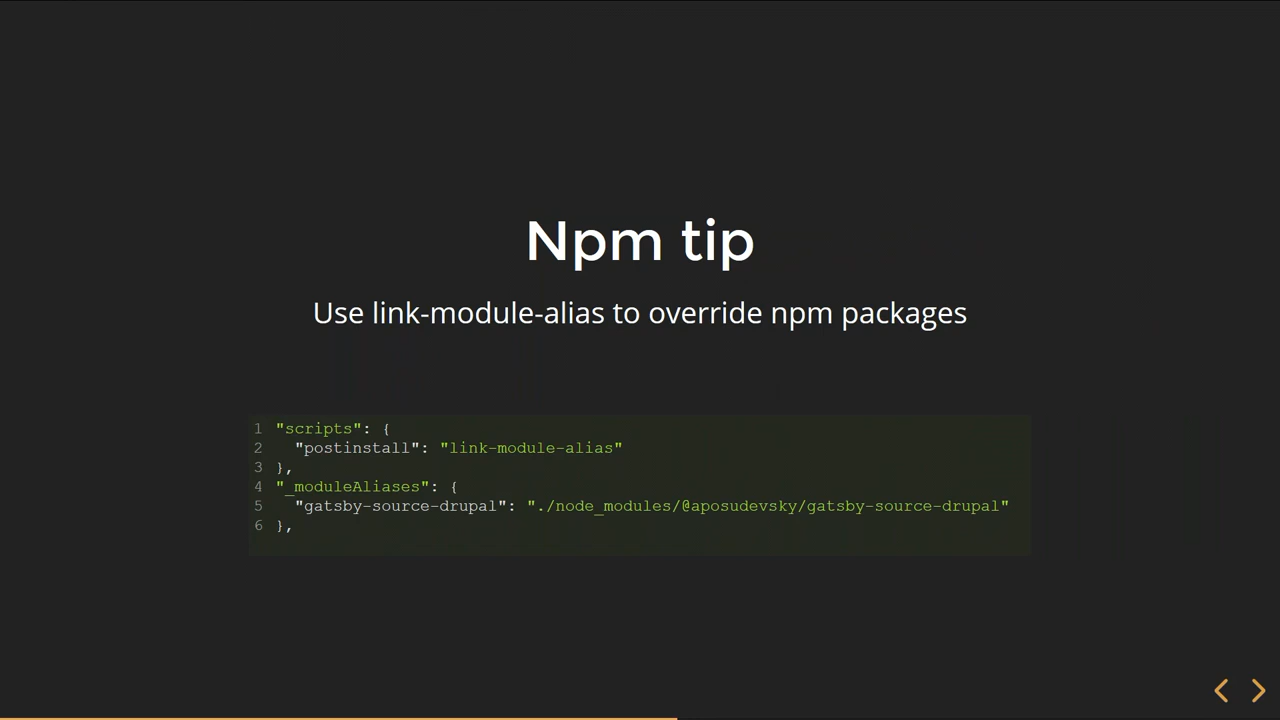 Npm tip
Use link-module-alias to override npm packages
1 "scripts": {
2   "postinstall": "link-module-alias"
3 },
4 "_moduleAliases": {
5   "gatsby-source-drupal": "./node_modules/@aposudevsky/gatsby-source-drupal"
6 },